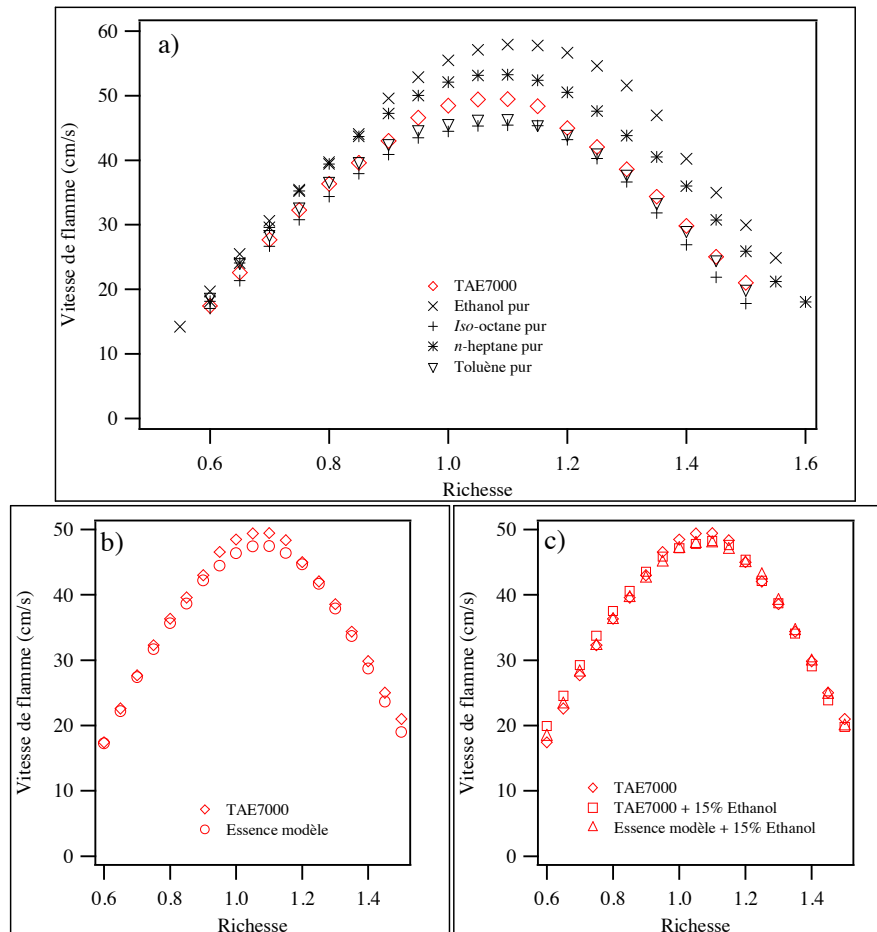 a)
60
50
40
30
20
10
0
Vitesse de flamme (cm/s)
TAE7000
Ethanol pur
Iso-octane pur
n-heptane pur
Toluène pur
0.6 0.8 1.0 1.2 1.4 1.6
Richesse
b)
50
40
30
20
10
0
Vitesse de flamme (cm/s)
TAE7000
Essence modèle
0.6 0.8 1.0 1.2 1.4
Richesse
c)
50
40
30
20
10
0
Vitesse de flamme (cm/s)
TAE7000
TAE7000 + 15% Ethanol
Essence modèle + 15% Ethanol
0.6 0.8 1.0 1.2 1.4
Richesse